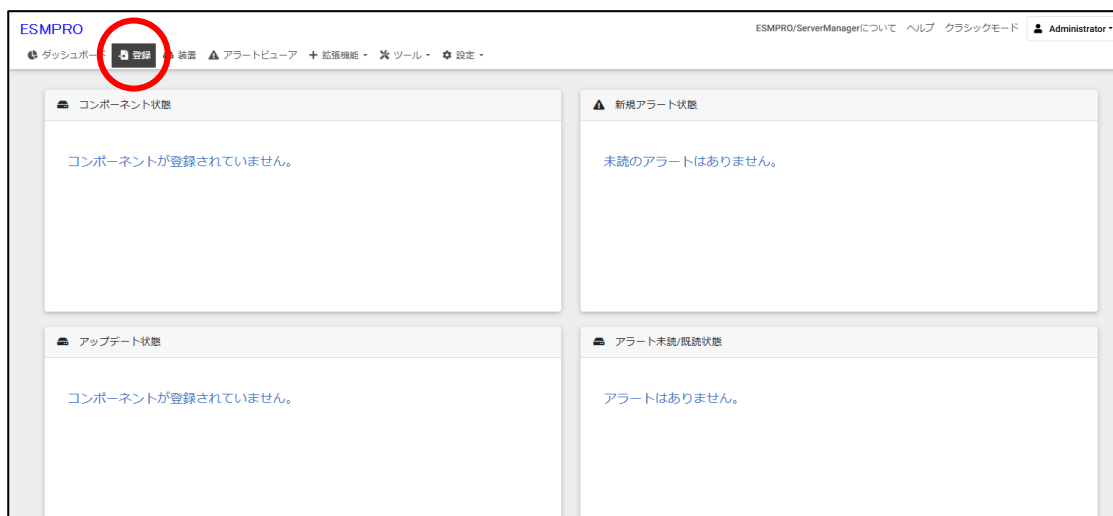 ESMPRO
ESMPRO/ServerManagerについて ヘルプ クラシックモード Administrator
ダッシュボード 登録 装置 アラートビューア 拡張機能 ツール 設定
コンポーネント状態
コンポーネントが登録されていません。
新規アラート状態
未読のアラートはありません。
アップデート状態
コンポーネントが登録されていません。
アラート未読/既読状態
アラートはありません。